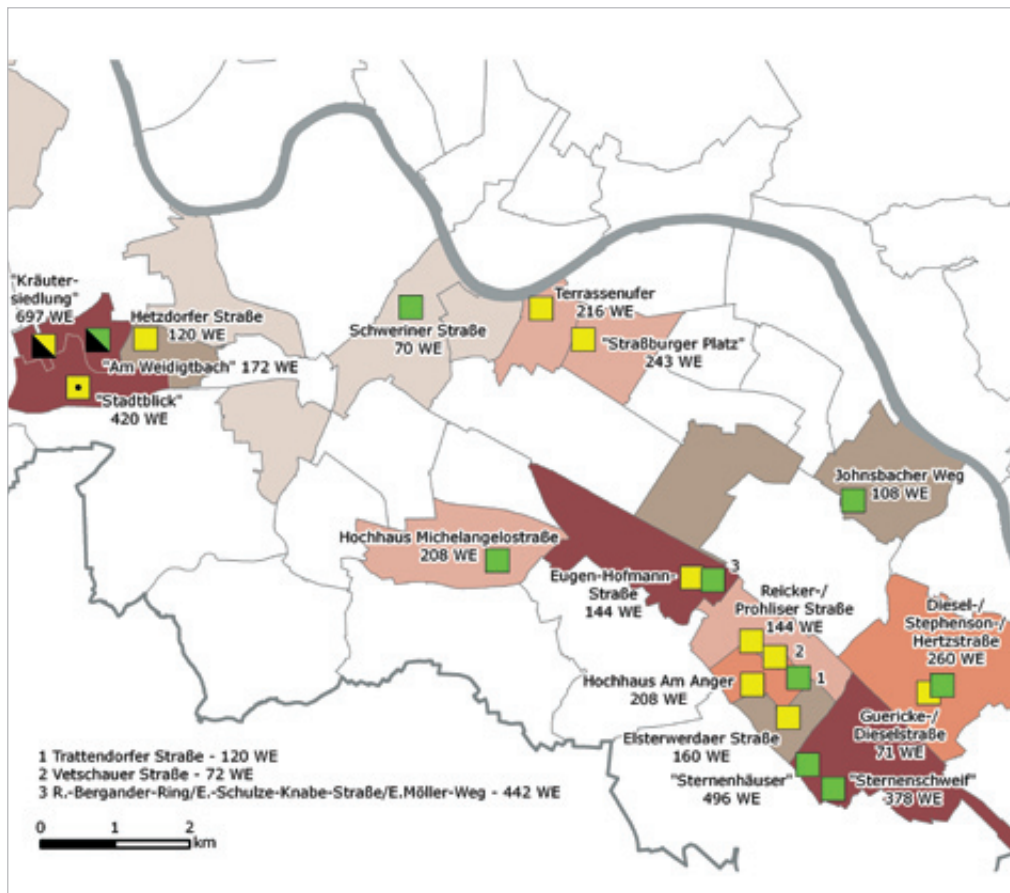 "Kräuter-
siedlung"
697 WE
Hetzdorfer Straße
120 WE
"Am Weidigtbach" 172 WE
"Stadtblick"
420 WE
Schweriner Straße
70 WE
Terrassenufer
216 WE
"Straßburger Platz"
243 WE
Johnsbacher Weg
108 WE
Hochhaus Michelangelostraße
208 WE
Eugen-Hofmann-
Straße
144 WE
3
Reicker-/
Prohliser Straße
144 WE
2
1
Diesel-/
Stephenson-/
Hertzstraße
260 WE
Hochhaus Am Anger
208 WE
Guericke-/
Dieselstraße
71 WE
Elsterwerdaer Straße
160 WE
"Sternenhäuser"
496 WE
"Sternenschweif"
378 WE
1 Trattendorfer Straße - 120 WE
2 Vetschauer Straße - 72 WE
3 R.-Bergander-Ring/E.-Schulze-Knabe-Straße/E.Möller-Weg - 442 WE
0 1 2
km